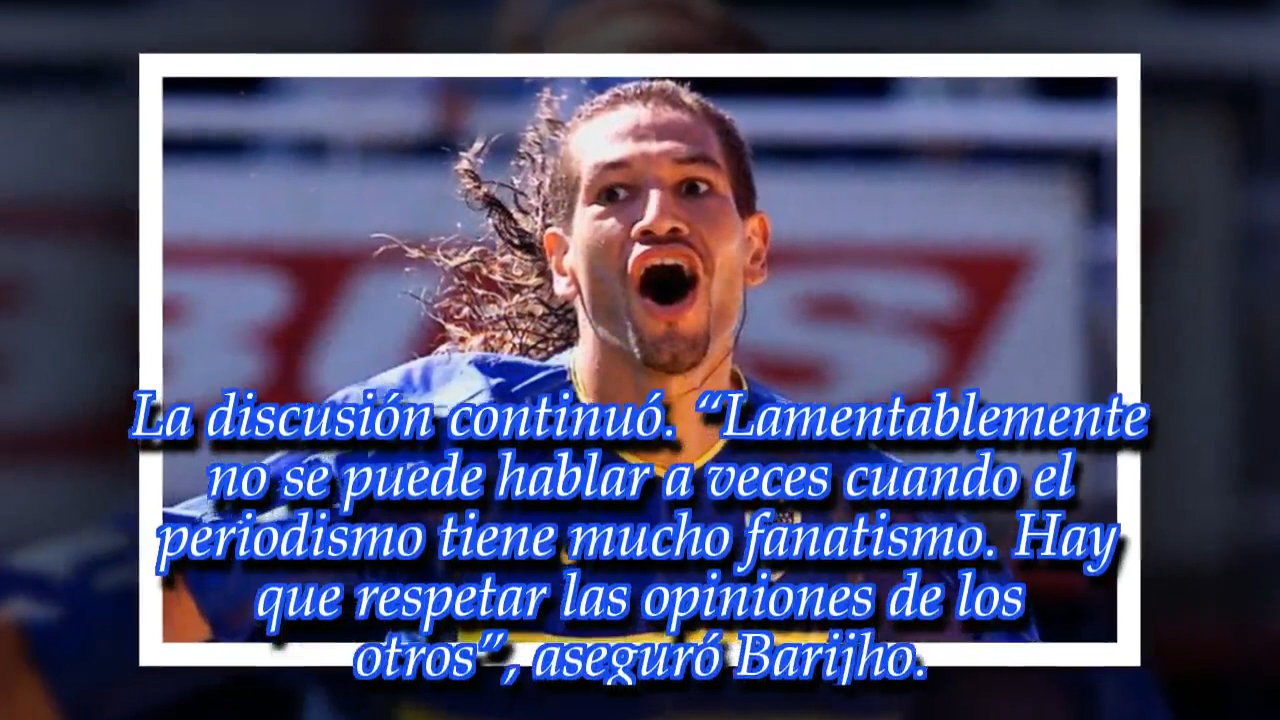 La discusión continuó. “Lamentablemente
no se puede hablar a veces cuando el
periodismo tiene mucho fanatismo. Hay
que respetar las opiniones de los
otros”, aseguró Barijho.